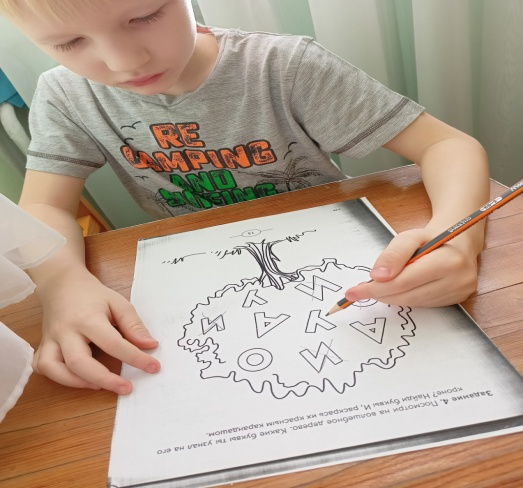 RE
CAMPING
AND
Задание 4. Посмотри на волшебное дерево. Какие буквы ты узнал на его
кроне? Найди буквы И, раскрась их красным карандашом.
И О
А У А И
О И У